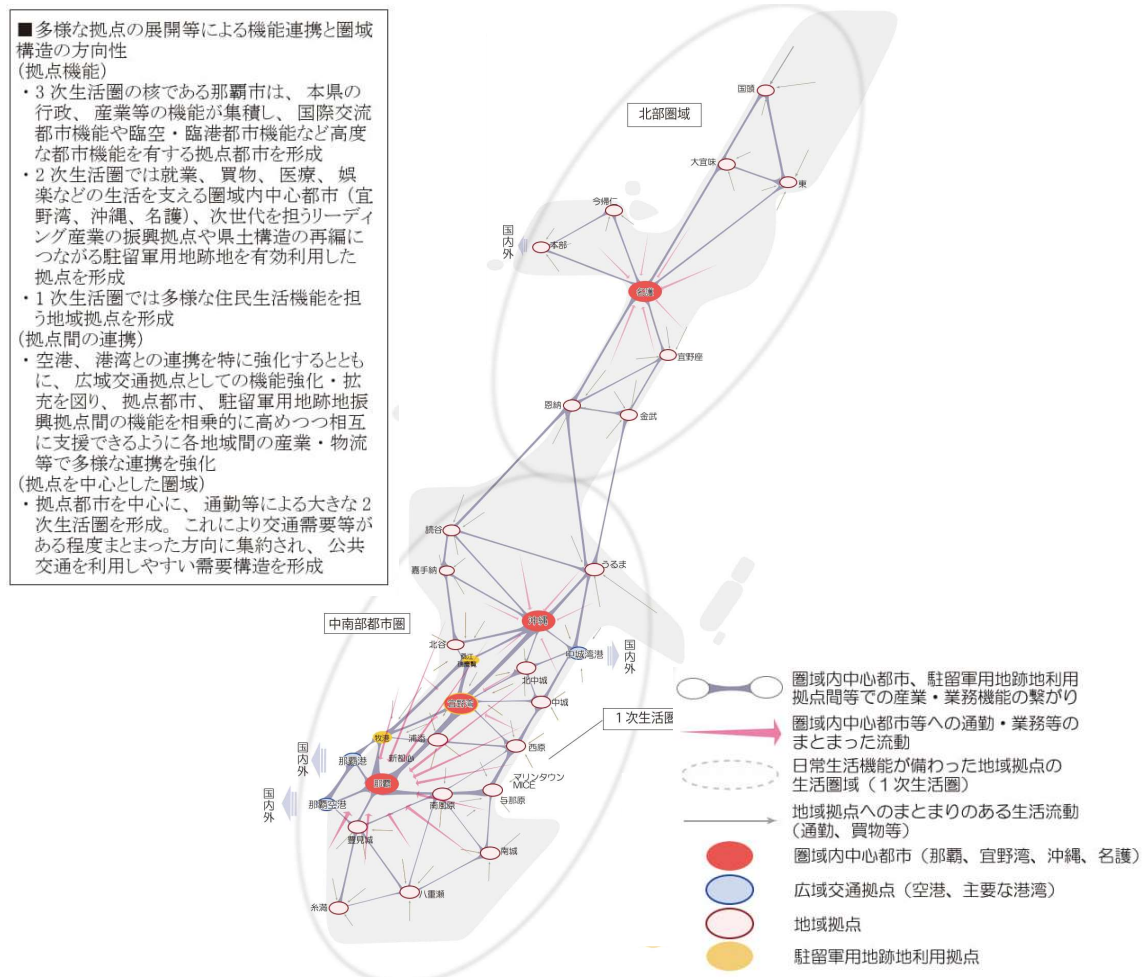 ■多様な拠点の展開等による機能連携と圏域
構造の方向性
(拠点機能)
・3次生活圏の核である那覇市は、本県の
行政、産業等の機能が集積し、国際交流
都市機能や臨空・臨港都市機能など高度
な都市機能を有する拠点都市を形成
・2次生活圏では就業、買物、医療、娯
楽などの生活を支える圏域内中心都市(宜
野湾、沖縄、名護)、次世代を担うリーディ
ング産業の振興拠点や県土構造の再編に
つながる駐留軍用地跡地を有効利用した
拠点を形成
・1次生活圏では多様な住民生活機能を担
う地域拠点を形成
(拠点間の連携)
・空港、港湾との連携を特に強化するととも
に、広域交通拠点としての機能強化・拡
充を図り、拠点都市、駐留軍用地跡地振
興拠点間の機能を相乗的に高めつつ相互
に支援できるように各地域間の産業・物流
等で多様な連携を強化
(拠点を中心とした圏域)
・拠点都市を中心に、通勤等による大きな2
次生活圏を形成。これにより交通需要等が
ある程度まとまった方向に集約され、公共
交通を利用しやすい需要構造を形成
北部圏域
国頭
大宜味
東
今帰仁
本部
国内外
名護
宜野座
恩納
金武
読谷
うるま
嘉手納
中南部都市圏
沖縄
北谷
中城湾港
国内外
北中城
宜野湾
中城
1次生活圏
牧港
浦添
西原
新都心
那覇港
国内外
マリンタウン
MICE
那覇
与那原
南風原
那覇空港
国内外
豊見城
南城
八重瀬
糸満
圏域内中心都市、駐留軍用地跡地利用
拠点間等での産業・業務機能の繋がり
圏域内中心都市等への通勤・業務等の
まとまった流動
日常生活機能が備わった地域拠点の
生活圏域(1次生活圏)
地域拠点へのまとまりのある生活流動
(通勤、買物等)
圏域内中心都市(那覇、宜野湾、沖縄、名護)
広域交通拠点(空港、主要な港湾)
地域拠点
駐留軍用地跡地利用拠点